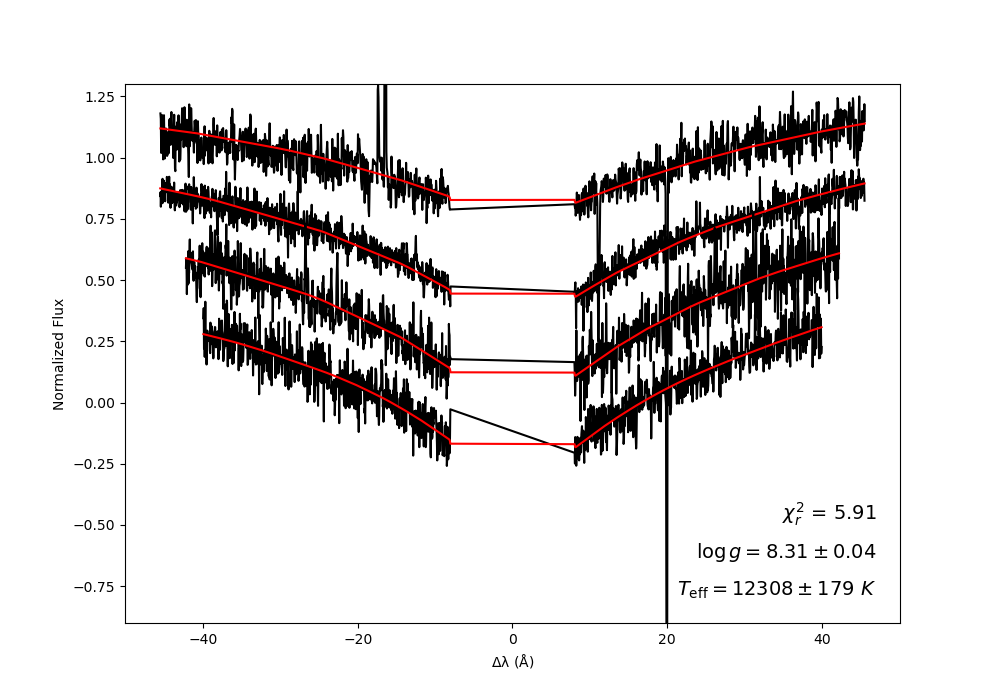 1.25
1.00
0.75
0.50
0.25
0.00
−0.25
−0.50
−0.75
Normalized Flux
χ²ᵣ = 5.91
log g = 8.31 ± 0.04
T_eff = 12308 ± 179 K
−40 −20 0 20 40
Δλ (Å)